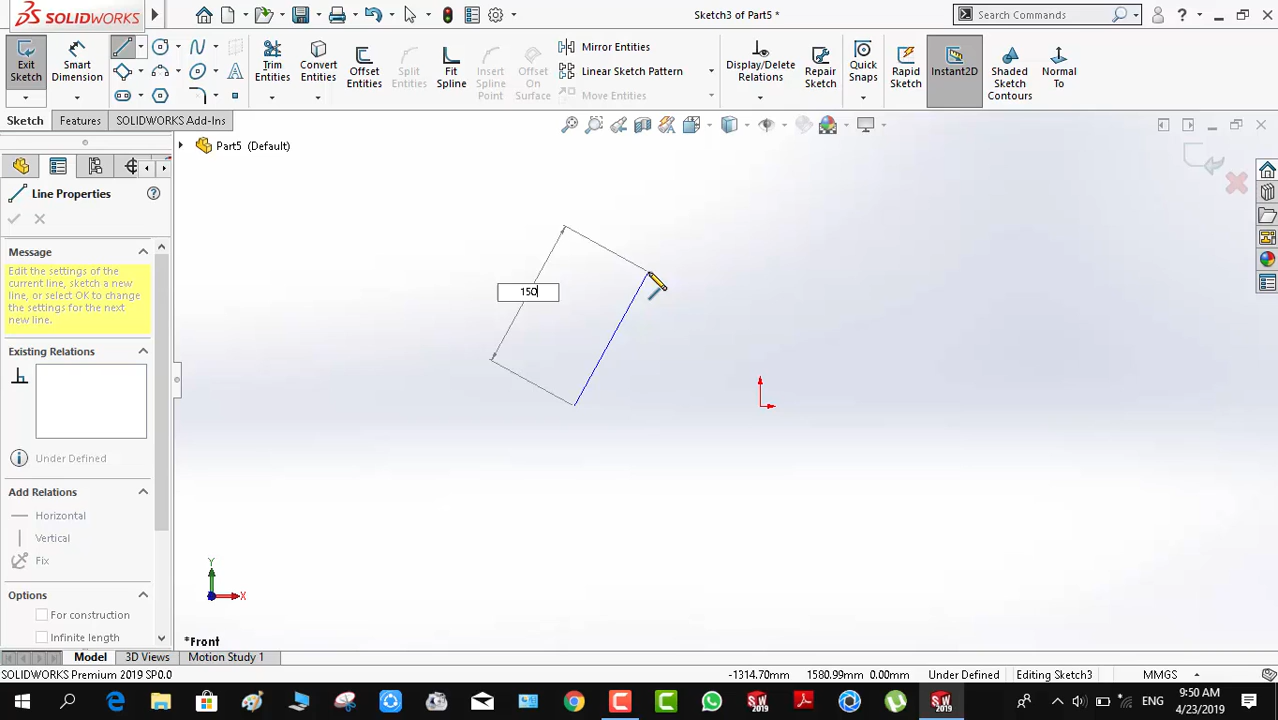 SOLIDWORKS
Sketch3 of Part5 *
Search Commands
Exit Sketch
Smart Dimension
Trim Entities
Convert Entities
Offset Entities
Split Entities
Fit Spline
Insert Spline Point
Offset On Surface
Mirror Entities
Linear Sketch Pattern
Move Entities
Display/Delete Relations
Repair Sketch
Quick Snaps
Rapid Sketch
Instant2D
Shaded Sketch Contours
Normal To
Sketch
Features
SOLIDWORKS Add-Ins
Part5 (Default)
Line Properties
Message
Edit the settings of the
current line, sketch a new
line, or select OK to change
the settings for the next
new line.
Existing Relations
Under Defined
Add Relations
Horizontal
Vertical
Fix
Options
For construction
Infinite length
150
Y
X
*Front
Model
3D Views
Motion Study 1
SOLIDWORKS Premium 2019 SP0.0
-1314.70mm
1580.99mm
0.00mm
Under Defined
Editing Sketch3
MMGS
SW 2019
SW 2019
ENG
9:50 AM
4/23/2019